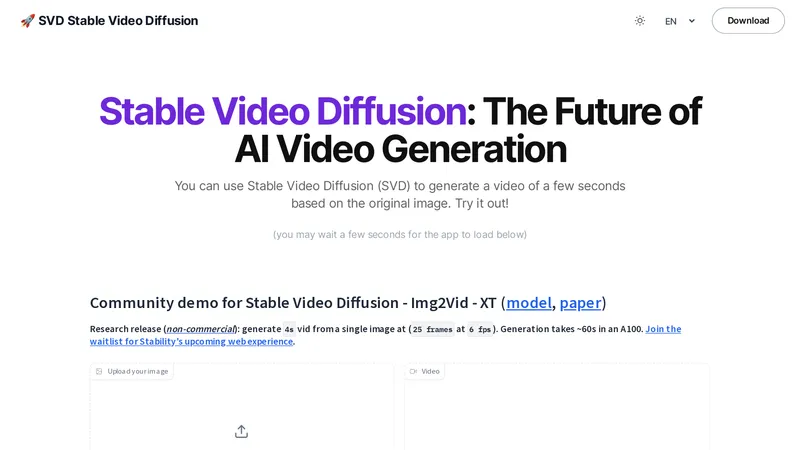 🚀 SVD Stable Video Diffusion
EN
Download
Stable Video Diffusion: The Future of
AI Video Generation
You can use Stable Video Diffusion (SVD) to generate a video of a few seconds
based on the original image. Try it out!
(you may wait a few seconds for the app to load below)
Community demo for Stable Video Diffusion - Img2Vid - XT (model, paper)
Research release (non-commercial): generate 4s vid from a single image at (25 frames at 6 fps). Generation takes ~60s in an A100. Join the
waitlist for Stability's upcoming web experience.
Upload your image
Video